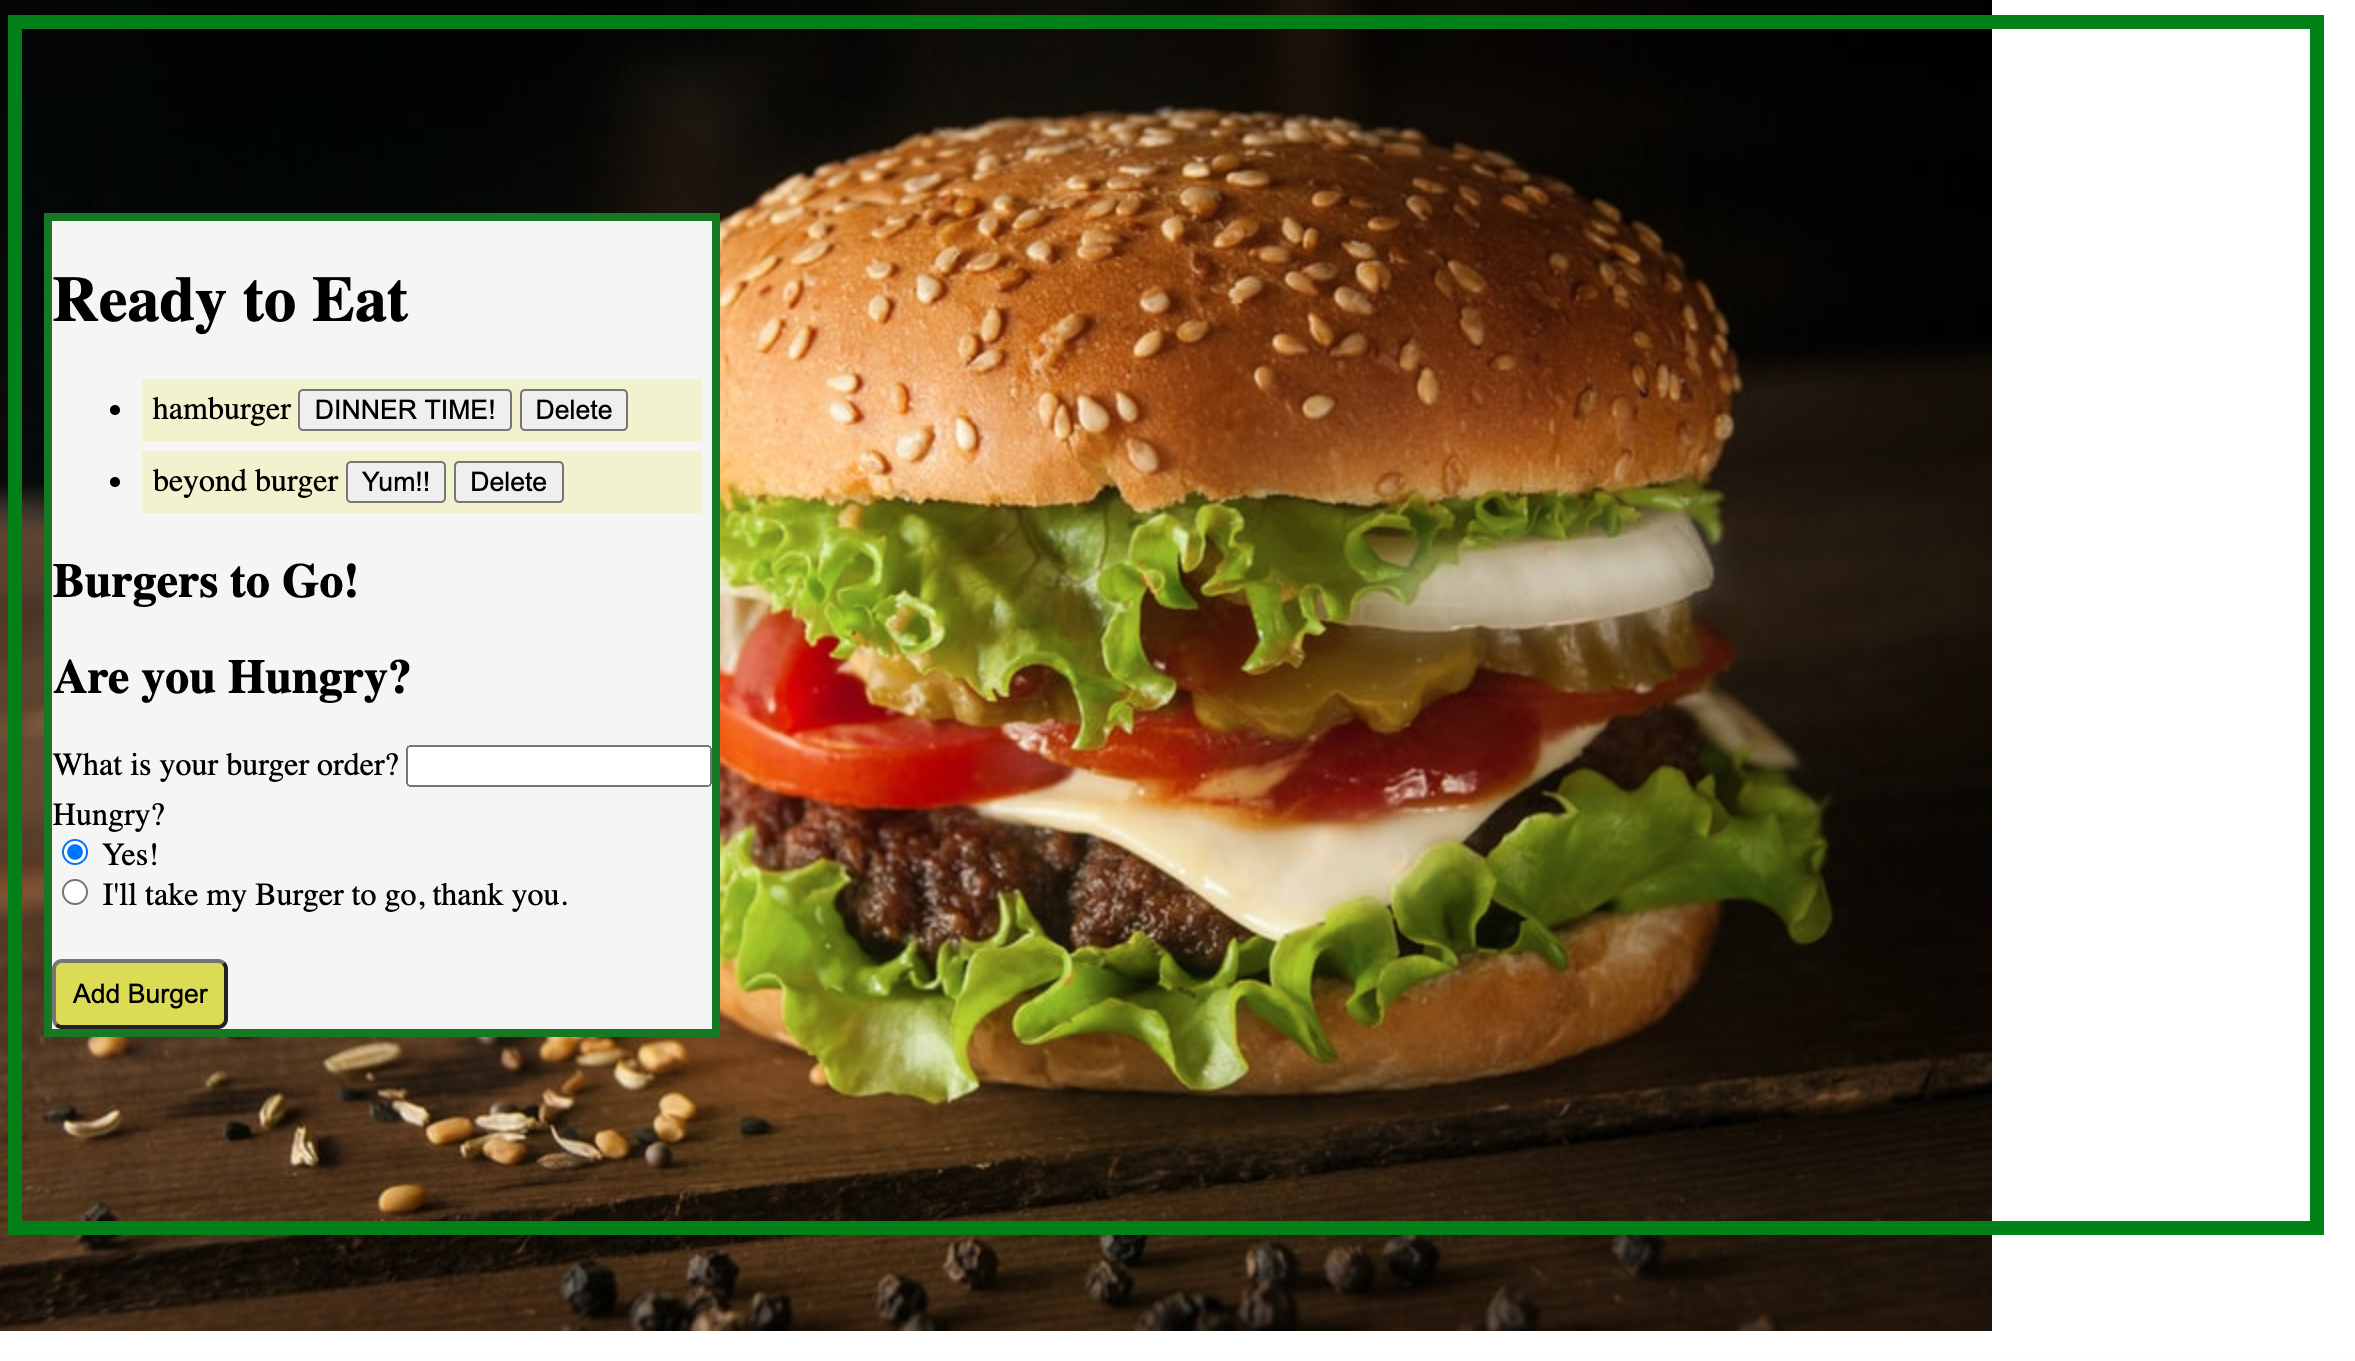 Ready to Eat
hamburger DINNER TIME! Delete
beyond burger Yum!! Delete
Burgers to Go!
Are you Hungry?
What is your burger order?
Hungry?
Yes!
I'll take my Burger to go, thank you.
Add Burger